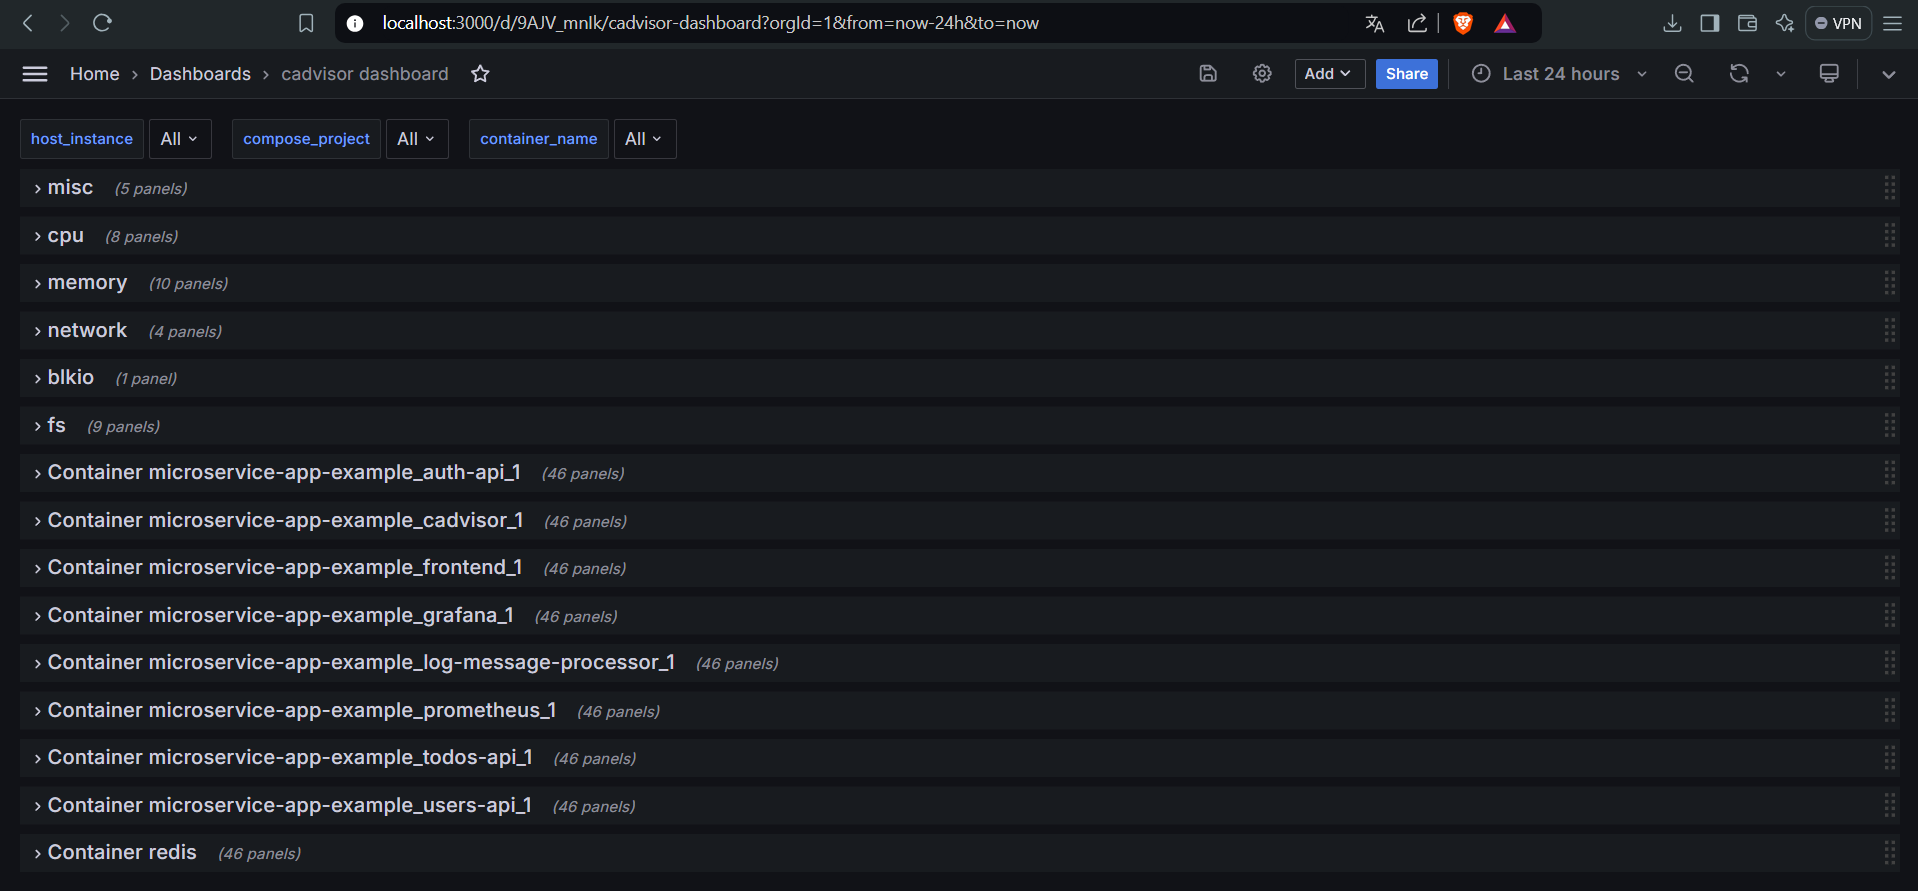 localhost:3000/d/9AJV_mnIk/cadvisor-dashboard?orgId=1&from=now-24h&to=now
VPN
Home › Dashboards › cadvisor dashboard
Add
Share
Last 24 hours
host_instance All compose_project All container_name All
misc (5 panels)
cpu (8 panels)
memory (10 panels)
network (4 panels)
blkio (1 panel)
fs (9 panels)
Container microservice-app-example_auth-api_1 (46 panels)
Container microservice-app-example_cadvisor_1 (46 panels)
Container microservice-app-example_frontend_1 (46 panels)
Container microservice-app-example_grafana_1 (46 panels)
Container microservice-app-example_log-message-processor_1 (46 panels)
Container microservice-app-example_prometheus_1 (46 panels)
Container microservice-app-example_todos-api_1 (46 panels)
Container microservice-app-example_users-api_1 (46 panels)
Container redis (46 panels)